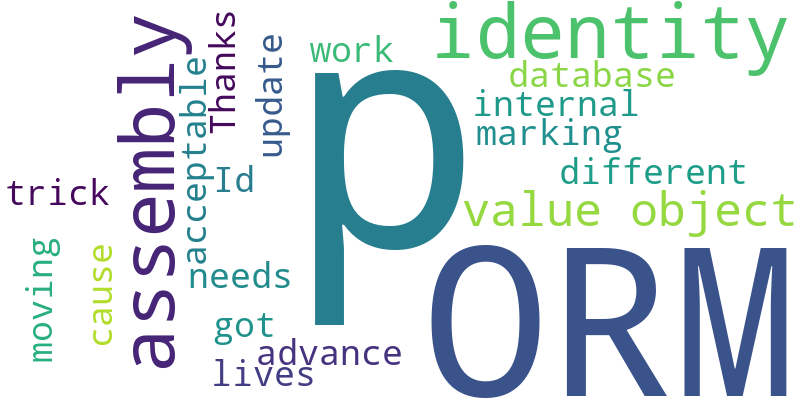 identity
work
database
Thanks
update
assembly
acceptable
p
internal
marking
different
Id
trick
value object
needs
moving
cause
got
ORM
advance
lives